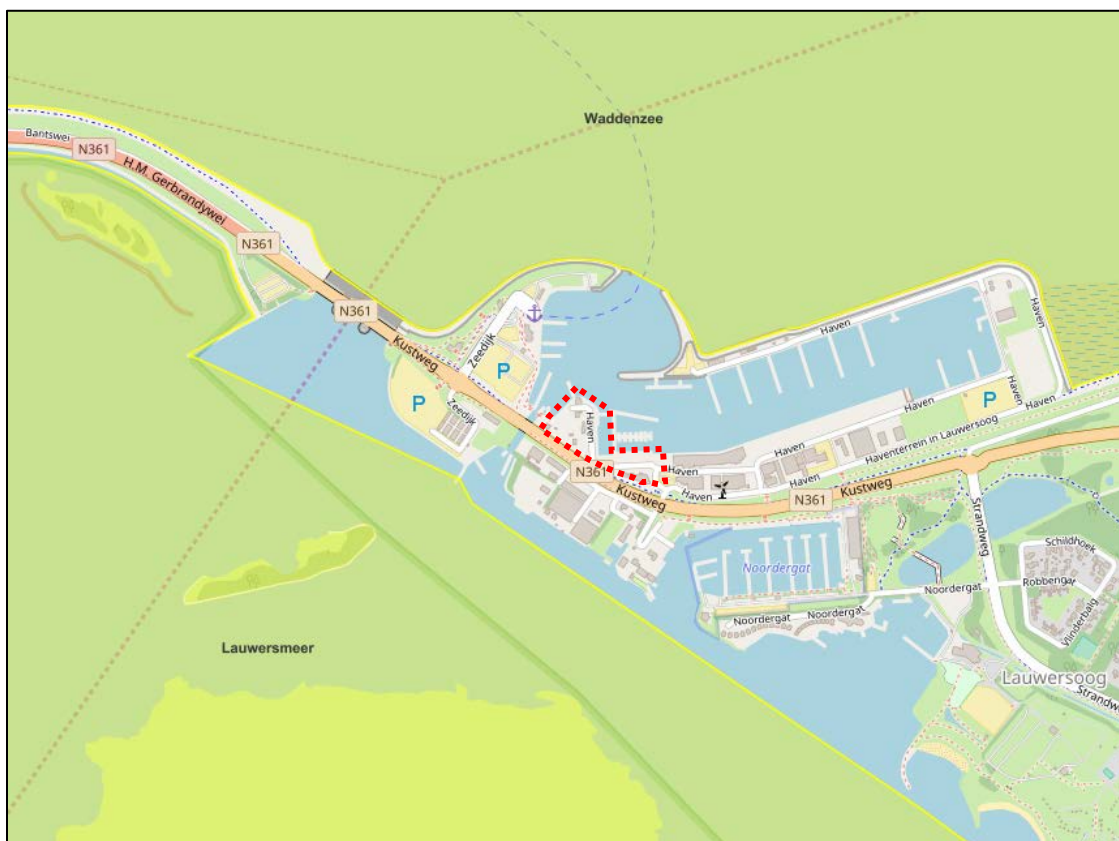 Waddenzee
Bantswei
N361
H.M. Gerbrandywei
N361
N361
Kustweg
Zeedijk
P
P
Zeedijk
Haven
Haven
Haven
Haven
P
Haven
Haven
Haven
Haven
Haventerrein in Lauwersoog
Haven
Haven
N361
Kustweg
N361
Kustweg
Strandweg
Noordergat
Schildhoek
Robbengat
Noordergat
Vlinderbalg
Noordergat
Noordergat
Lauwersmeer
Lauwersoog
Strandw